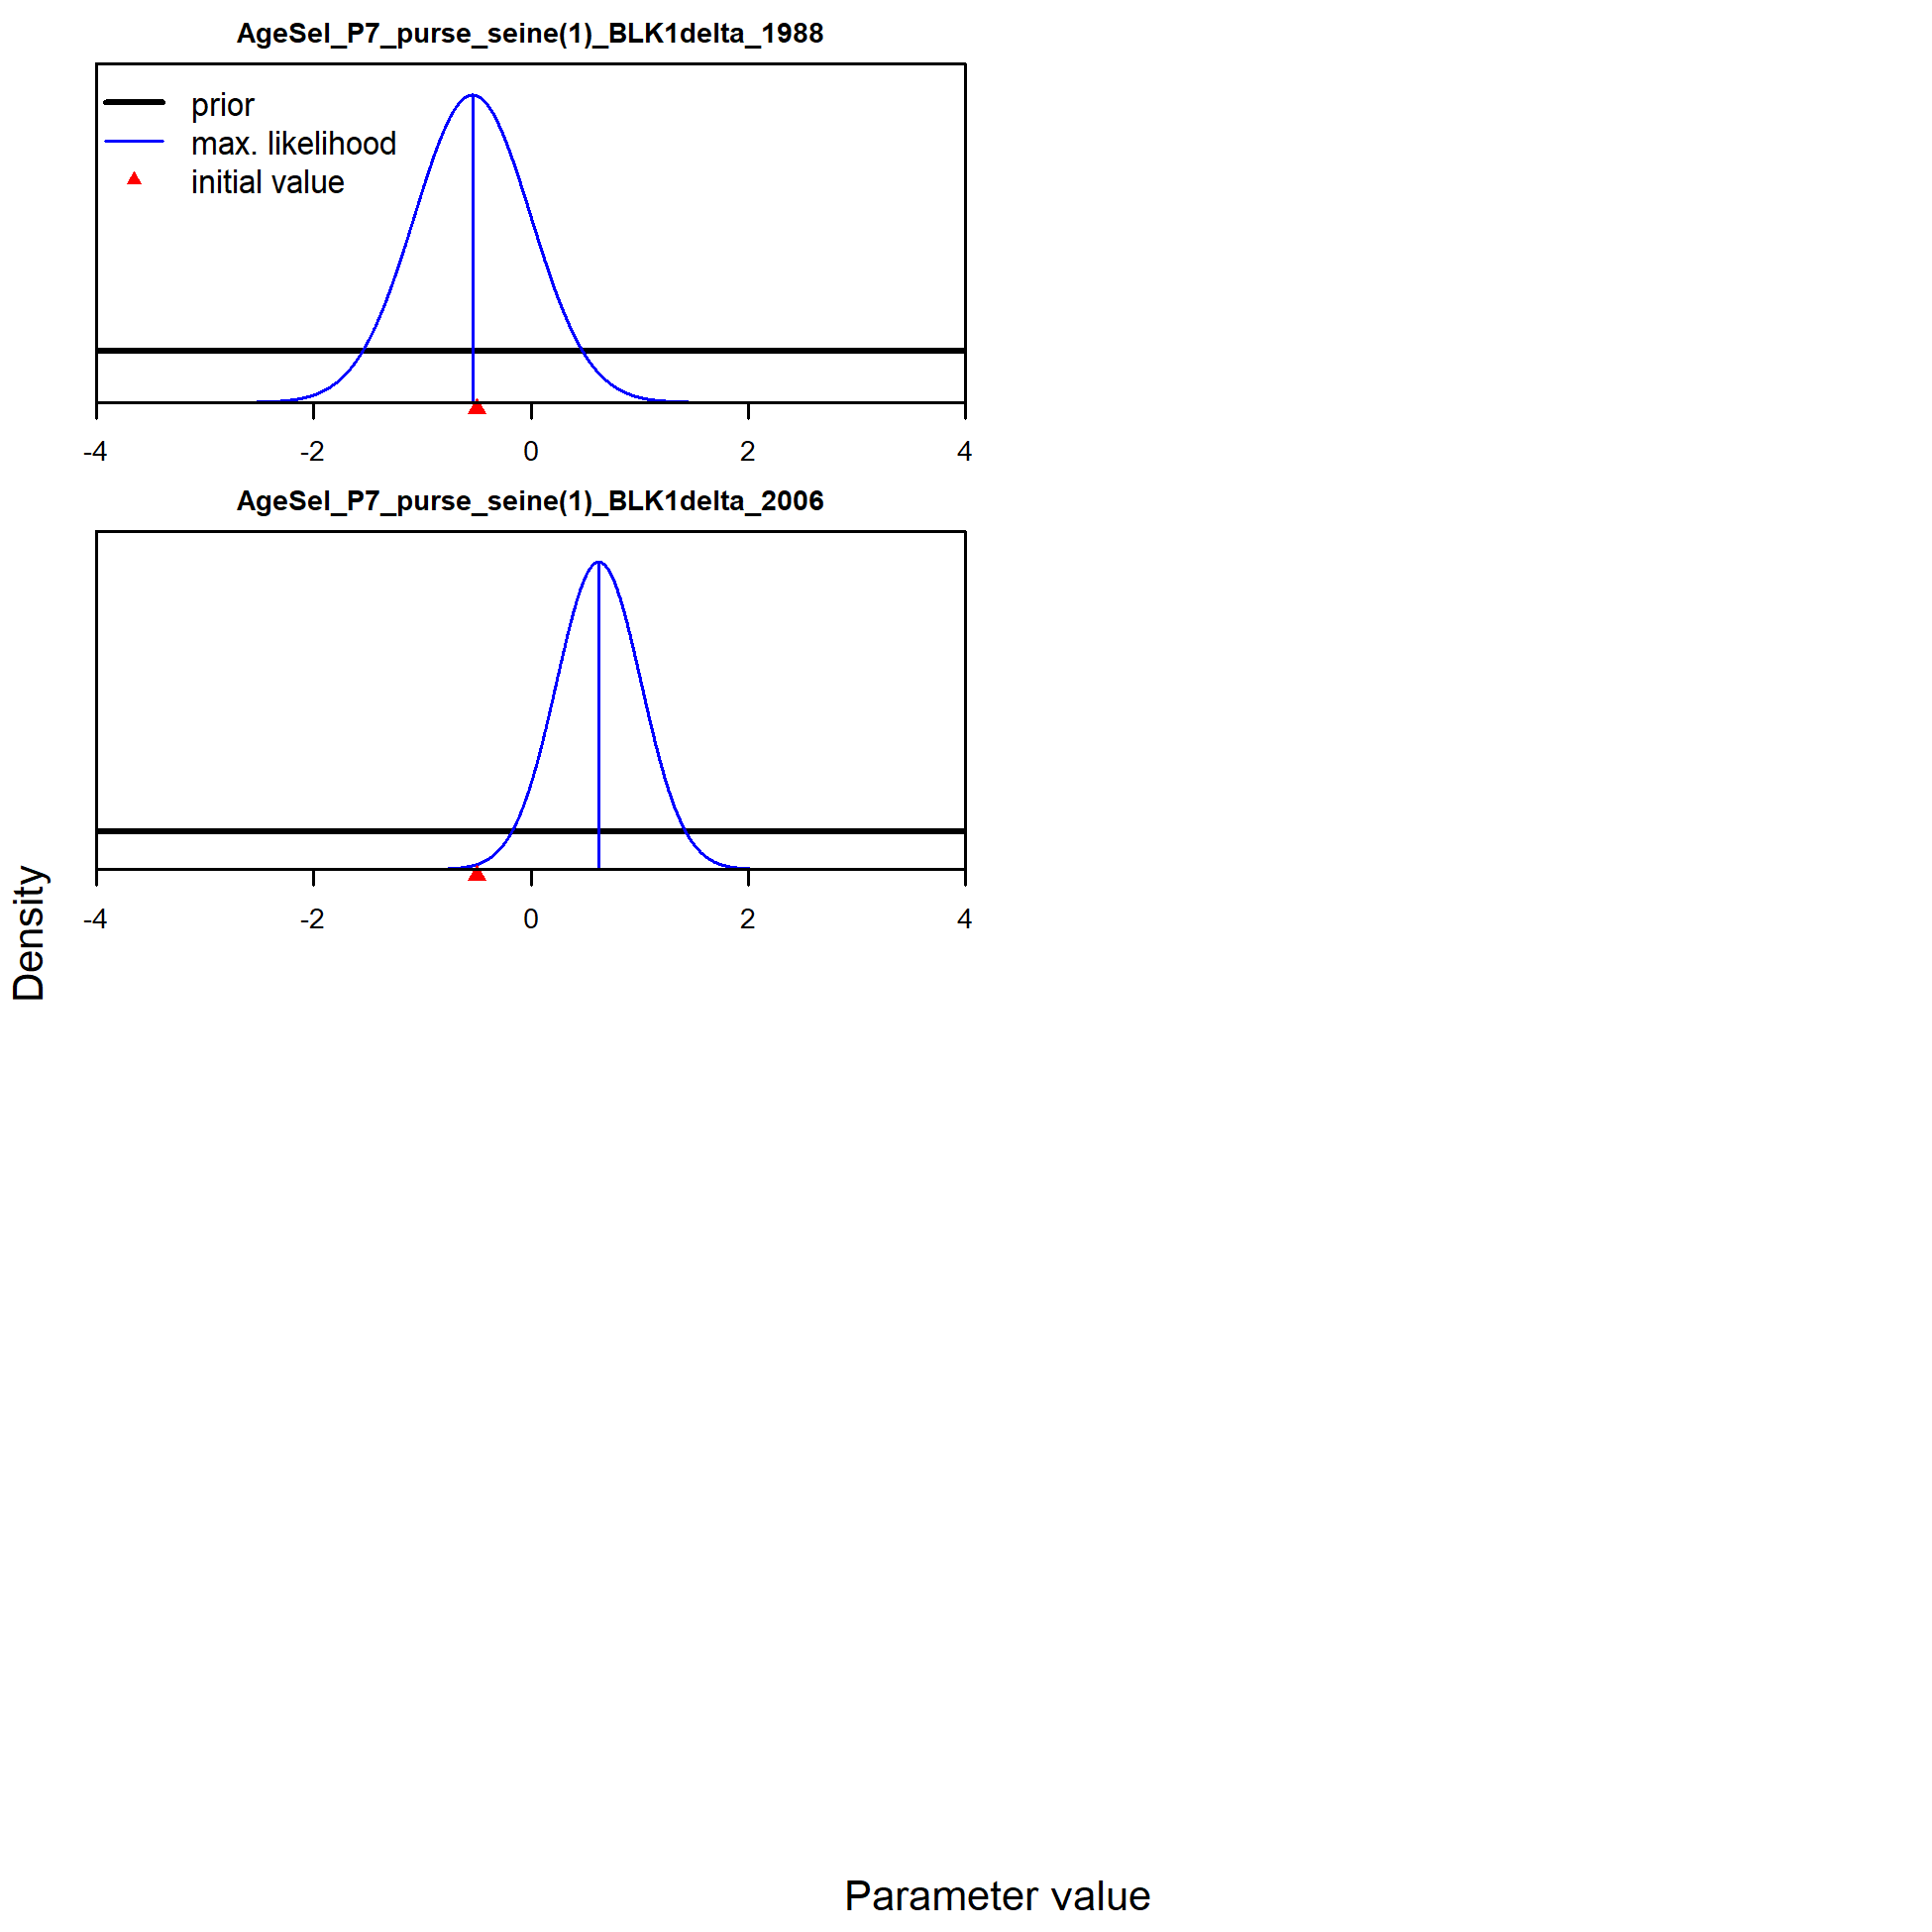 AgeSel_P7_purse_seine(1)_BLK1delta_1988
prior
max. likelihood
initial value
-4 -2 0 2 4
AgeSel_P7_purse_seine(1)_BLK1delta_2006
-4 -2 0 2 4
Density
Parameter value